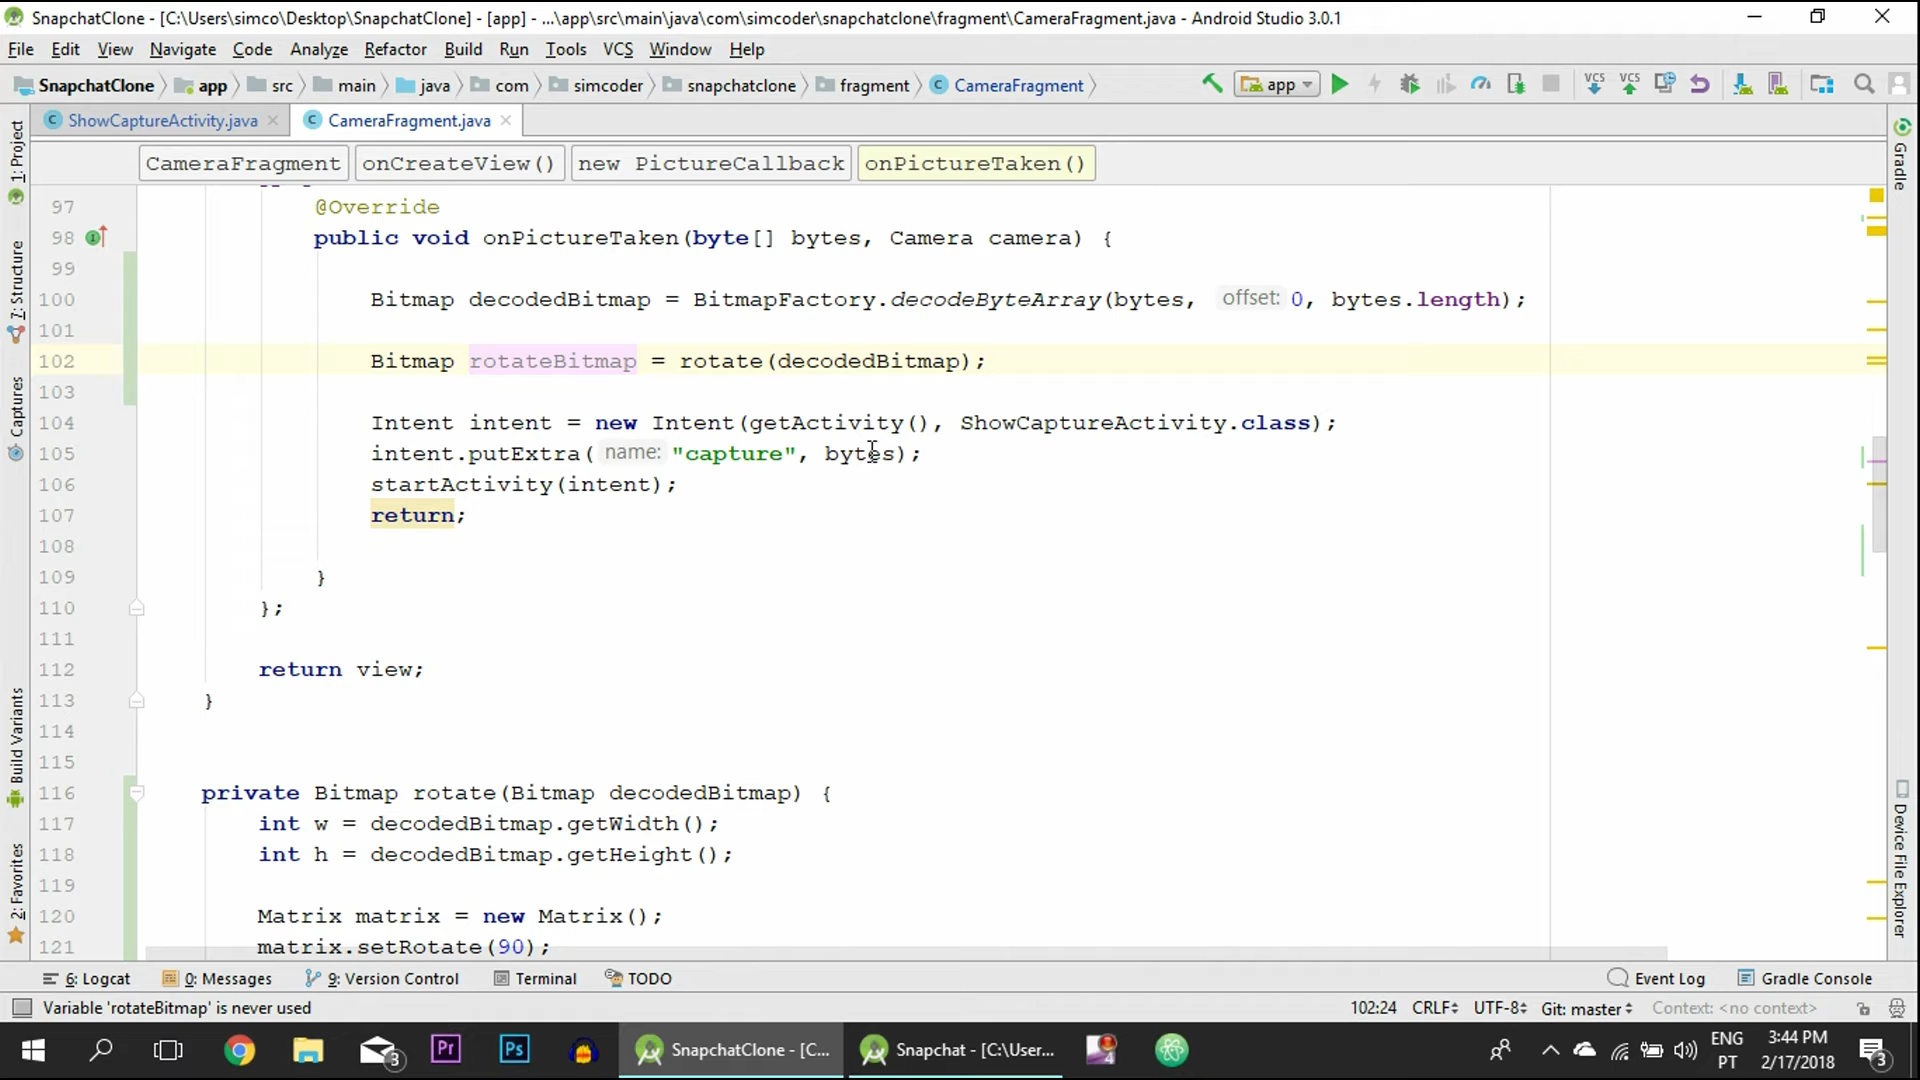 SnapchatClone - [C:\Users\simco\Desktop\SnapchatClone] - [app] - ...\app\src\main\java\com\simcoder\snapchatclone\fragment\CameraFragment.java - Android Studio 3.0.1
File Edit View Navigate Code Analyze Refactor Build Run Tools VCS Window Help
SnapchatClone app src main java com simcoder snapchatclone fragment CameraFragment app VCS VCS
ShowCaptureActivity.java CameraFragment.java
CameraFragment onCreateView() new PictureCallback onPictureTaken()
97 @Override
98 public void onPictureTaken(byte[] bytes, Camera camera) {
99
100 Bitmap decodedBitmap = BitmapFactory.decodeByteArray(bytes, offset: 0, bytes.length);
101
102 Bitmap rotateBitmap = rotate(decodedBitmap);
103
104 Intent intent = new Intent(getActivity(), ShowCaptureActivity.class);
105 intent.putExtra( name: "capture", bytes);
106 startActivity(intent);
107 return;
108
109 }
110 };
111
112 return view;
113 }
114
115
116 private Bitmap rotate(Bitmap decodedBitmap) {
117 int w = decodedBitmap.getWidth();
118 int h = decodedBitmap.getHeight();
119
120 Matrix matrix = new Matrix();
121 matrix.setRotate(90);
1: Project
7: Structure
Captures
Build Variants
2: Favorites
Gradle
Device File Explorer
6: Logcat 0: Messages 9: Version Control Terminal TODO Event Log Gradle Console
Variable 'rotateBitmap' is never used 102:24 CRLF UTF-8 Git: master Context: <no context>
3 Pr Ps SnapchatClone - [C... Snapchat - [C:\User... 4 ENG 3:44 PM
PT 2/17/2018 3